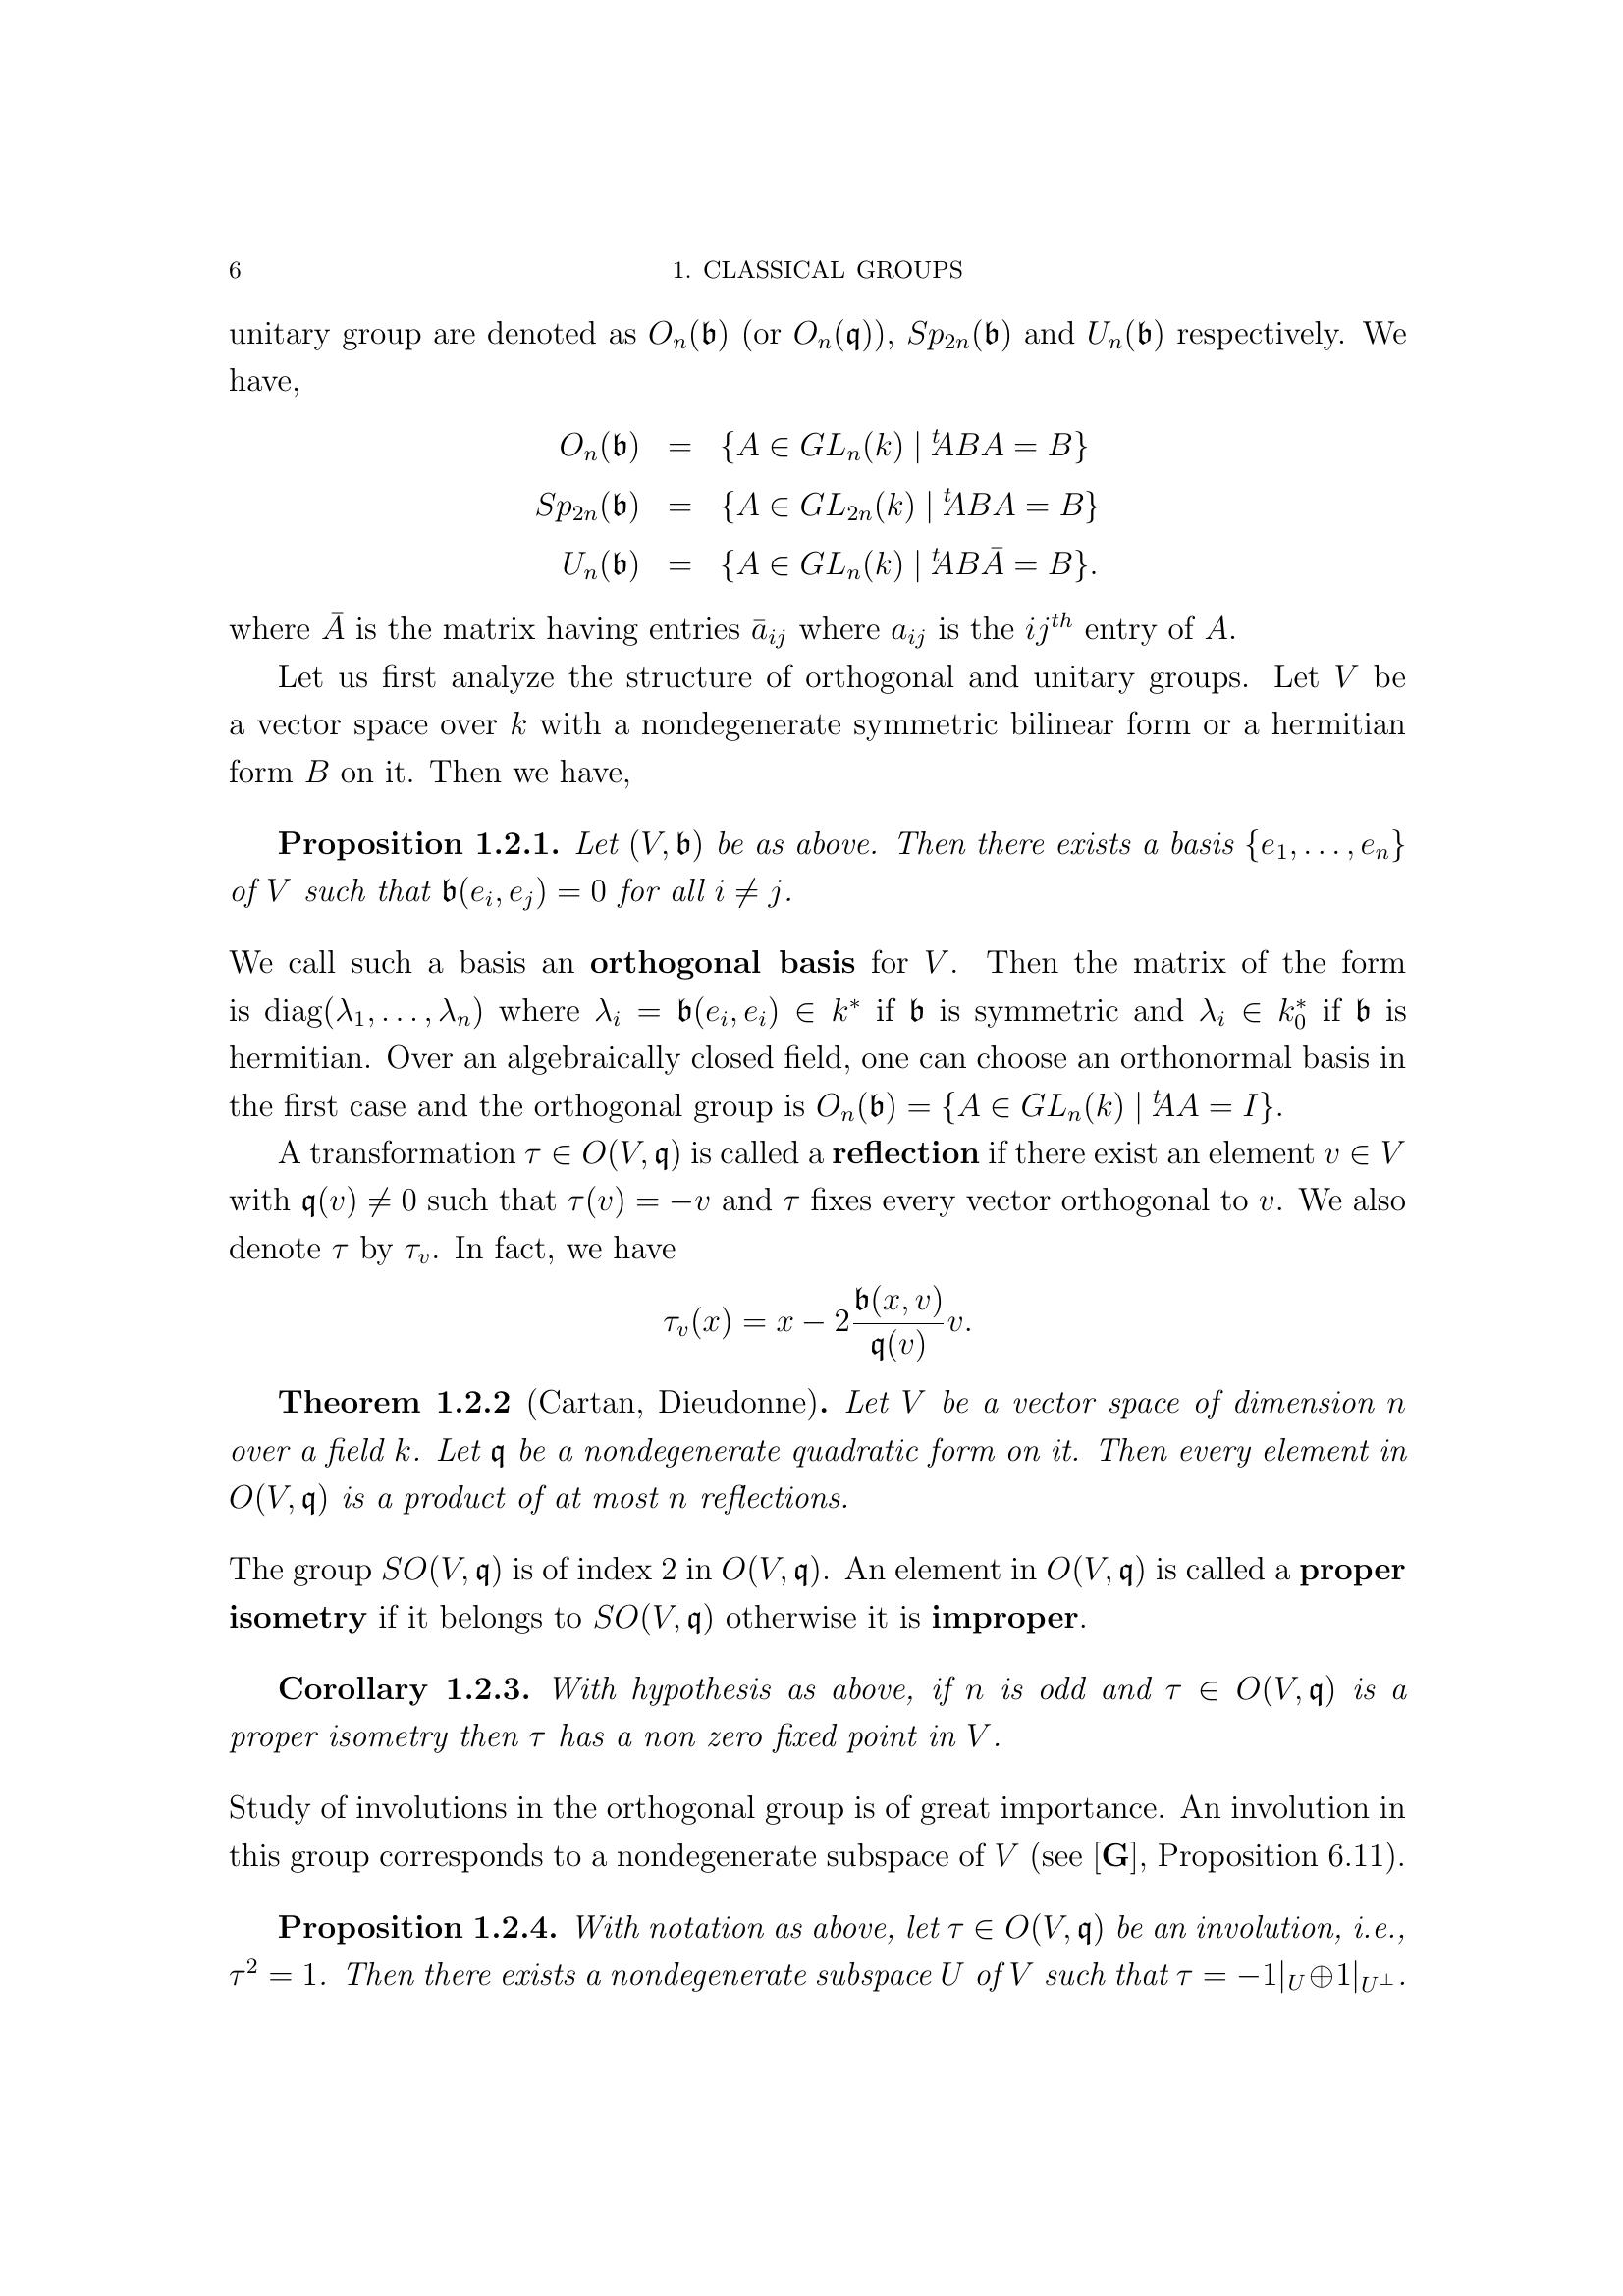 6 1. CLASSICAL GROUPS
unitary group are denoted as $O_n(\mathfrak{b})$ (or $O_n(\mathfrak{q})$), $Sp_{2n}(\mathfrak{b})$ and $U_n(\mathfrak{b})$ respectively. We
have,
$O_n(\mathfrak{b}) = \{A \in GL_n(k) \mid {}^tABA = B\}$
$Sp_{2n}(\mathfrak{b}) = \{A \in GL_{2n}(k) \mid {}^tABA = B\}$
$U_n(\mathfrak{b}) = \{A \in GL_n(k) \mid {}^tAB\bar{A} = B\}.$
where $\bar{A}$ is the matrix having entries $\bar{a}_{ij}$ where $a_{ij}$ is the $ij^{th}$ entry of $A$.
Let us first analyze the structure of orthogonal and unitary groups. Let $V$ be
a vector space over $k$ with a nondegenerate symmetric bilinear form or a hermitian
form $B$ on it. Then we have,
Proposition 1.2.1. Let $(V, \mathfrak{b})$ be as above. Then there exists a basis $\{e_1, \ldots, e_n\}$
of $V$ such that $\mathfrak{b}(e_i, e_j) = 0$ for all $i \neq j$.
We call such a basis an orthogonal basis for $V$. Then the matrix of the form
is diag$(\lambda_1, \ldots, \lambda_n)$ where $\lambda_i = \mathfrak{b}(e_i, e_i) \in k^*$ if $\mathfrak{b}$ is symmetric and $\lambda_i \in k_0^*$ if $\mathfrak{b}$ is
hermitian. Over an algebraically closed field, one can choose an orthonormal basis in
the first case and the orthogonal group is $O_n(\mathfrak{b}) = \{A \in GL_n(k) \mid {}^tAA = I\}$.
A transformation $\tau \in O(V, \mathfrak{q})$ is called a reflection if there exist an element $v \in V$
with $\mathfrak{q}(v) \neq 0$ such that $\tau(v) = -v$ and $\tau$ fixes every vector orthogonal to $v$. We also
denote $\tau$ by $\tau_v$. In fact, we have
$\tau_v(x) = x - 2\frac{\mathfrak{b}(x, v)}{\mathfrak{q}(v)}v.$
Theorem 1.2.2 (Cartan, Dieudonne). Let $V$ be a vector space of dimension $n$
over a field $k$. Let $\mathfrak{q}$ be a nondegenerate quadratic form on it. Then every element in
$O(V, \mathfrak{q})$ is a product of at most $n$ reflections.
The group $SO(V, \mathfrak{q})$ is of index 2 in $O(V, \mathfrak{q})$. An element in $O(V, \mathfrak{q})$ is called a proper
isometry if it belongs to $SO(V, \mathfrak{q})$ otherwise it is improper.
Corollary 1.2.3. With hypothesis as above, if $n$ is odd and $\tau \in O(V, \mathfrak{q})$ is a
proper isometry then $\tau$ has a non zero fixed point in $V$.
Study of involutions in the orthogonal group is of great importance. An involution in
this group corresponds to a nondegenerate subspace of $V$ (see [G], Proposition 6.11).
Proposition 1.2.4. With notation as above, let $\tau \in O(V, \mathfrak{q})$ be an involution, i.e.,
$\tau^2 = 1$. Then there exists a nondegenerate subspace $U$ of $V$ such that $\tau = -1|_U \oplus 1|_{U^\perp}$.